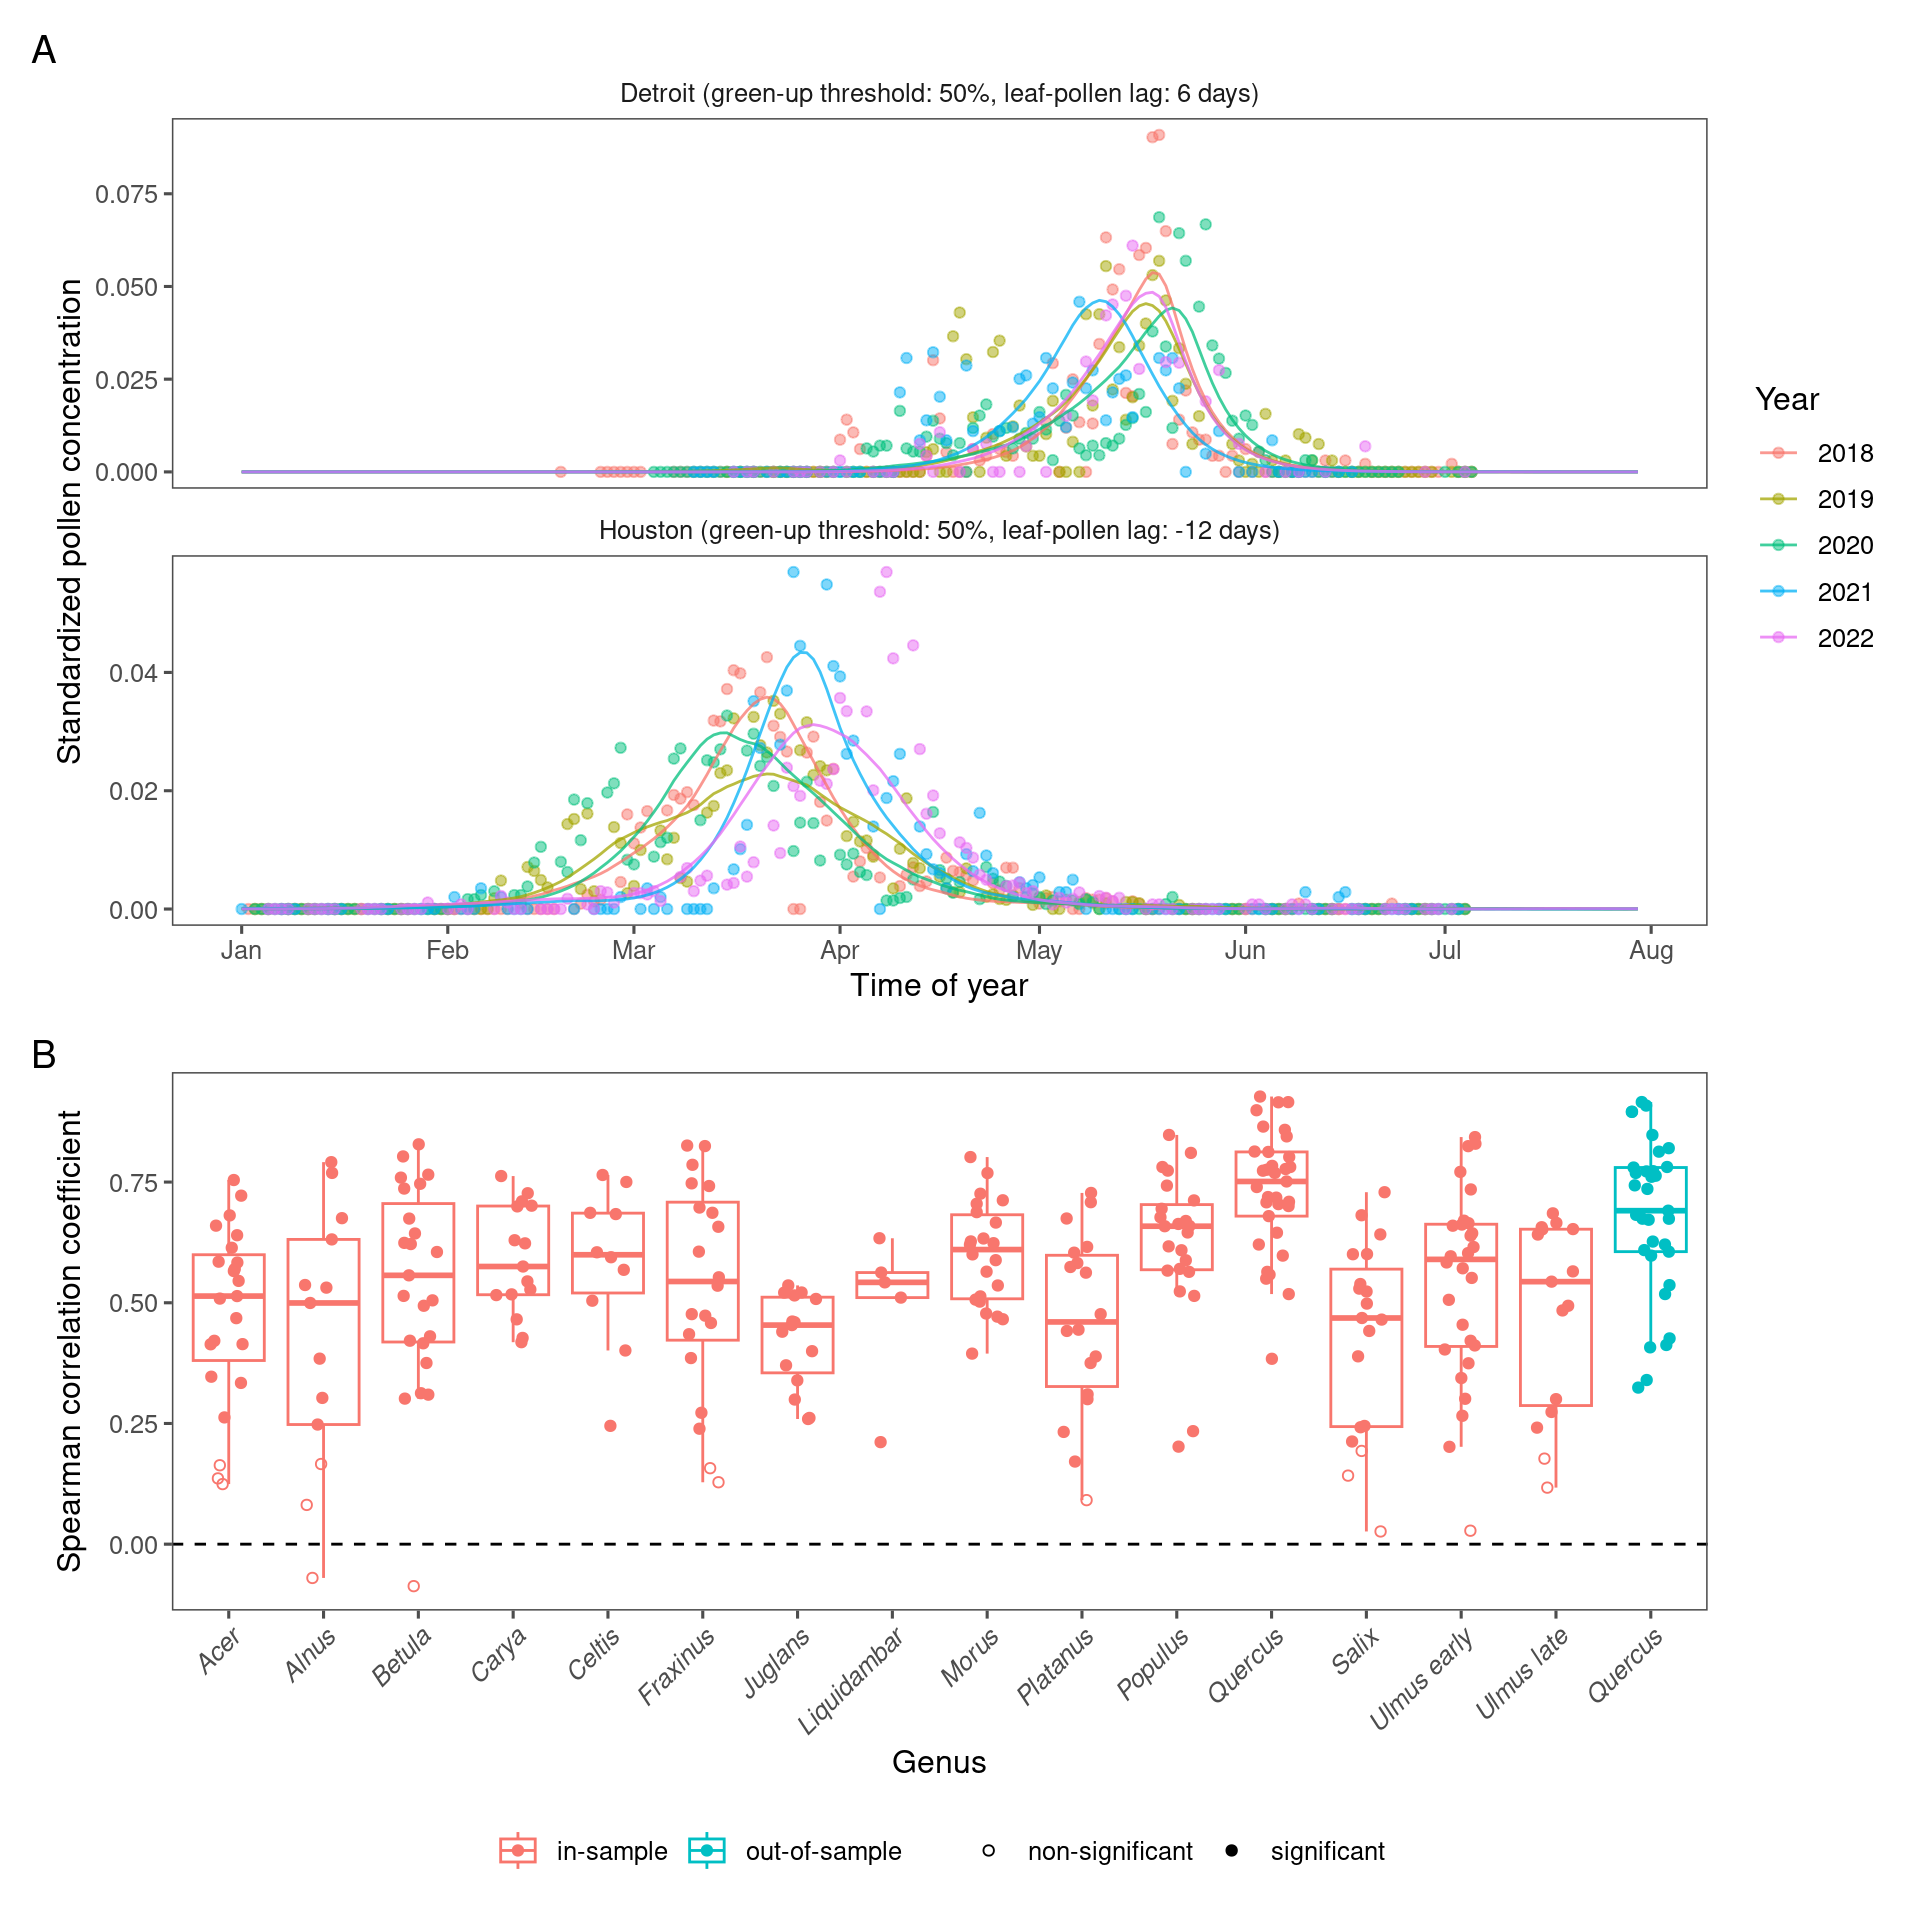 A
Detroit (green-up threshold: 50%, leaf-pollen lag: 6 days)
0.075
0.050
0.025
0.000
Standardized pollen concentration
Houston (green-up threshold: 50%, leaf-pollen lag: -12 days)
0.04
0.02
0.00
Jan Feb Mar Apr May Jun Jul Aug
Time of year
Year
2018
2019
2020
2021
2022
B
Spearman correlation coefficient
0.75
0.50
0.25
0.00
Acer Alnus Betula Carya Celtis Fraxinus Juglans Liquidambar Morus Platanus Populus Quercus Salix Ulmus early Ulmus late Quercus
Genus
in-sample out-of-sample non-significant significant